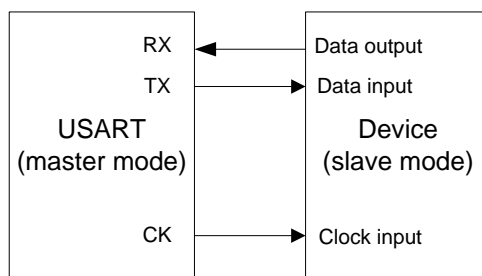 RX
Data output
TX
Data input
USART
(master mode)
Device
(slave mode)
CK
Clock input